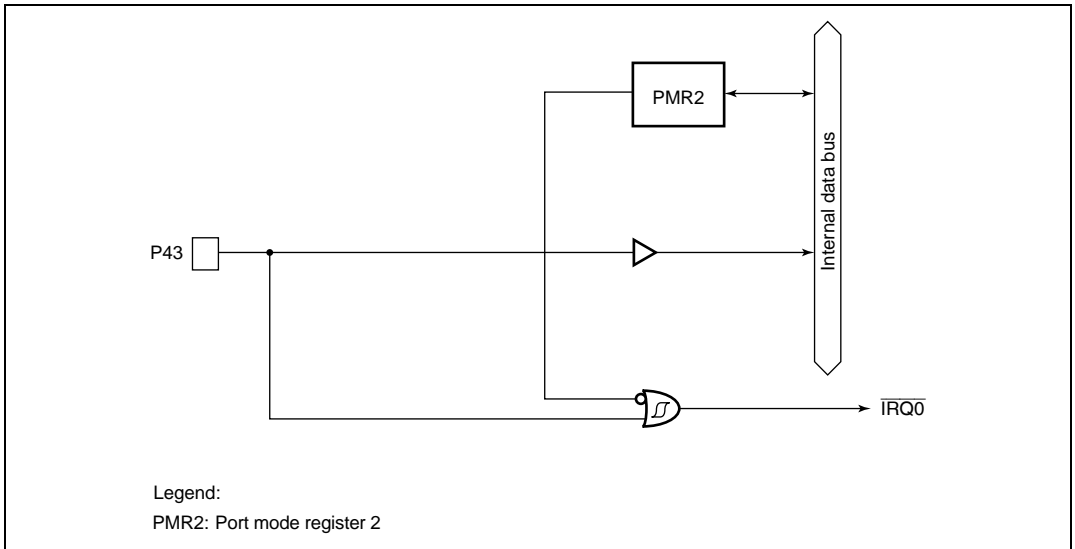 PMR2
Internal data bus
P43
IRQ0
Legend:
PMR2: Port mode register 2